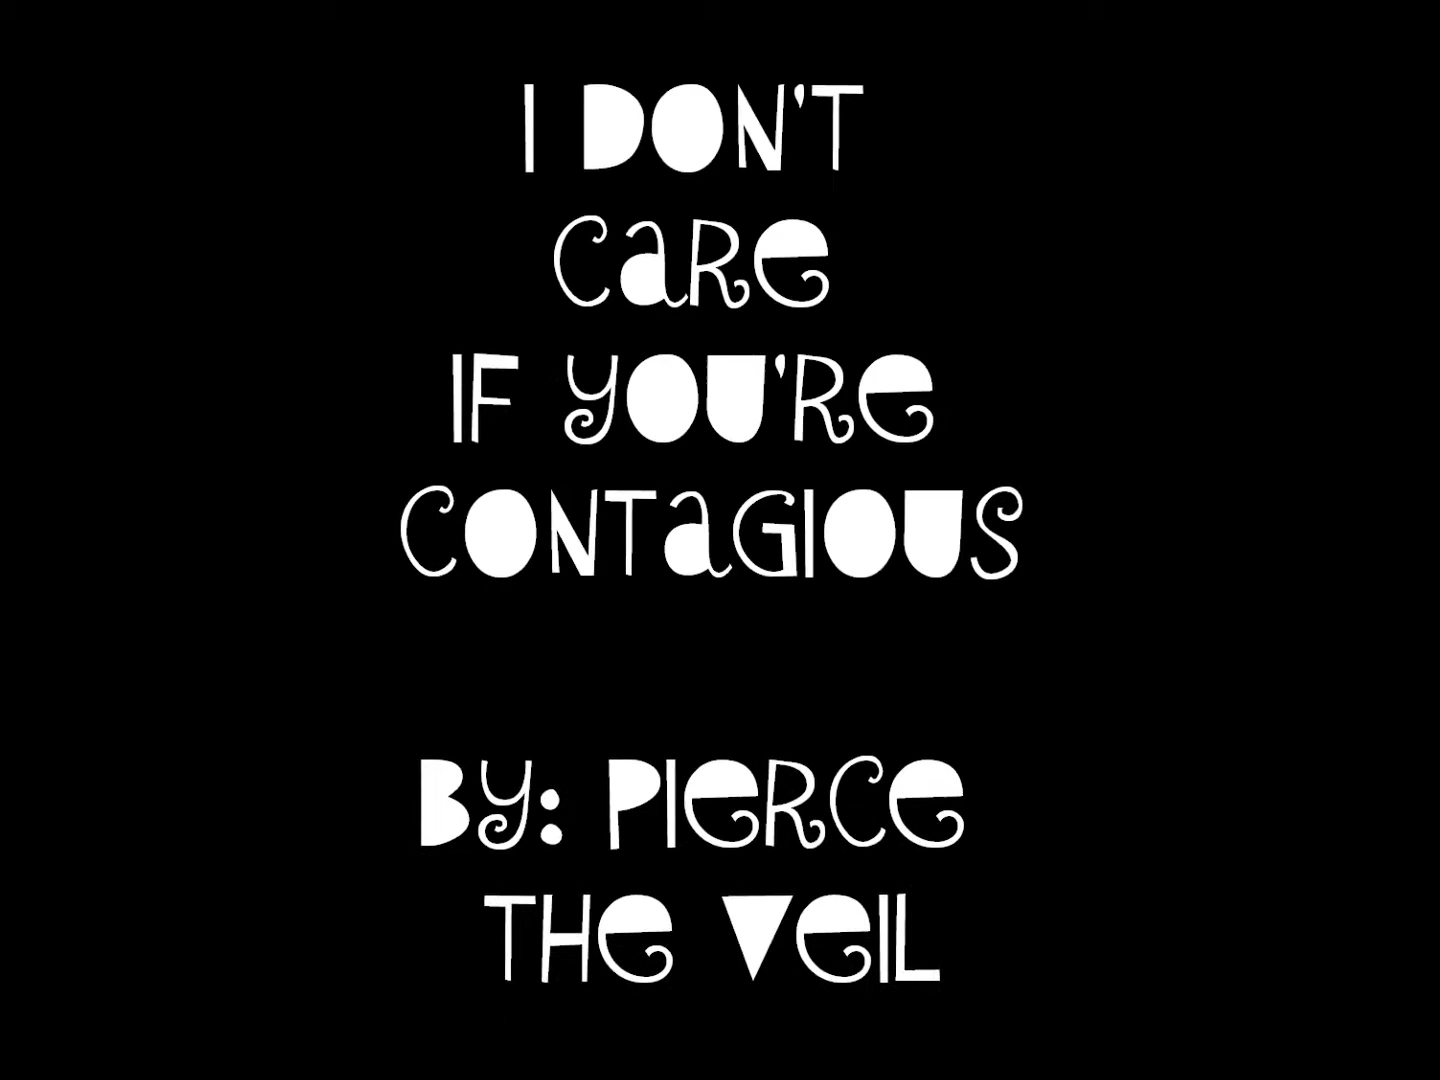 I DON'T
CaRe
IF YOU'Re
CONTaGIOUS
BY: PIeRCe
THe VeIL